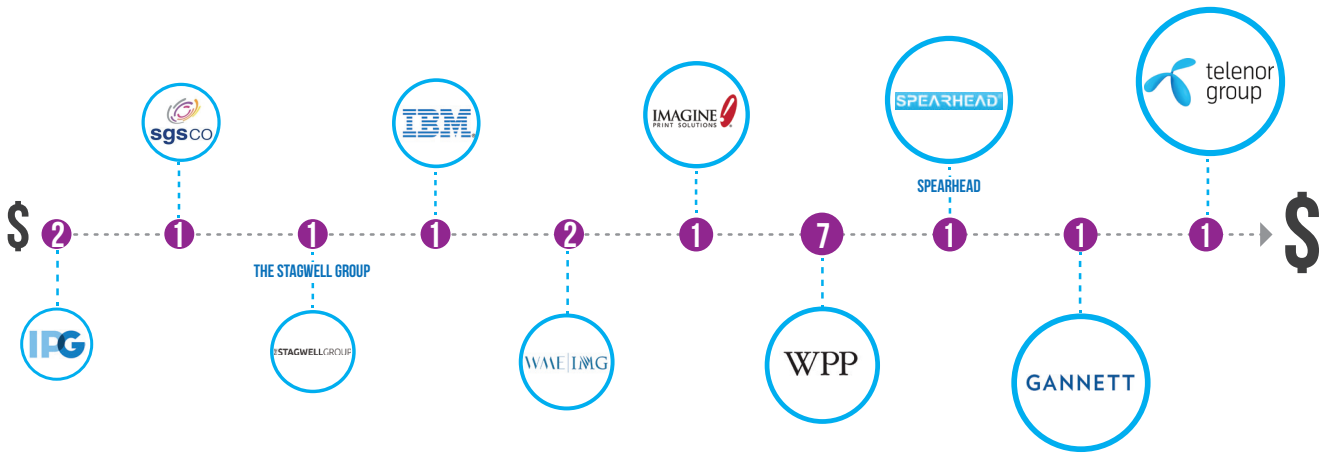 sgsco
IBM
IMAGINE
PRINT SOLUTIONS
SPEARHEAD
telenor
group
SPEARHEAD
$ 2 1 1 1 2 1 7 1 1 1 $
THE STAGWELL GROUP
IPG
THE STAGWELLGROUP
WME|IMG
WPP
GANNETT